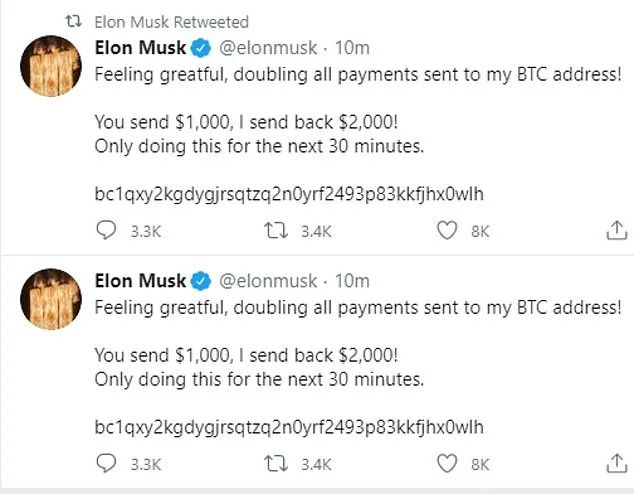 Elon Musk Retweeted
Elon Musk @elonmusk · 10m
Feeling greatful, doubling all payments sent to my BTC address!
You send $1,000, I send back $2,000!
Only doing this for the next 30 minutes.
bc1qxy2kgdygjrsqtzq2n0yrf2493p83kkfjhx0wlh
3.3K 3.4K 8K
Elon Musk @elonmusk · 10m
Feeling greatful, doubling all payments sent to my BTC address!
You send $1,000, I send back $2,000!
Only doing this for the next 30 minutes.
bc1qxy2kgdygjrsqtzq2n0yrf2493p83kkfjhx0wlh
3.3K 3.4K 8K